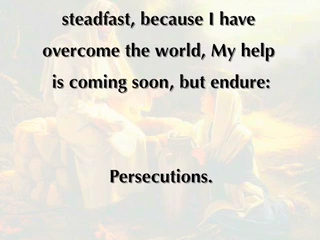 steadfast, because I have
overcome the world, My help
is coming soon, but endure:
Persecutions.